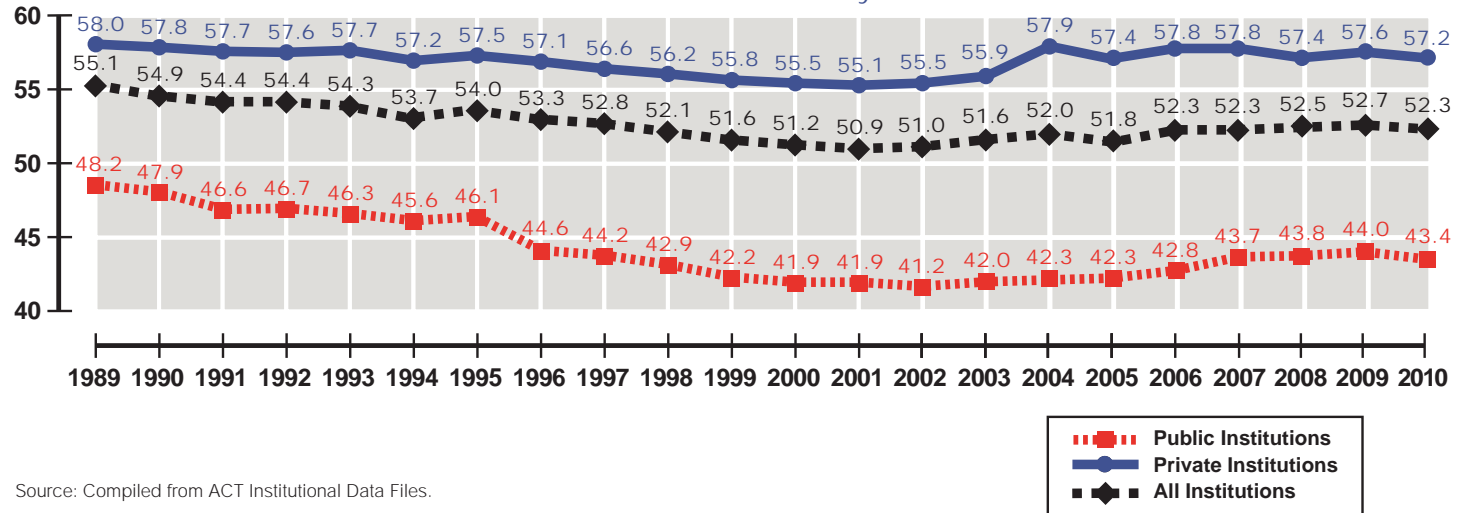 60
58.0 57.8 57.7 57.6 57.7 57.2 57.5 57.1 56.6 56.2 55.8 55.5 55.1 55.5 55.9 57.9 57.4 57.8 57.8 57.4 57.6 57.2
55
55.1 54.9 54.4 54.4 54.3 53.7 54.0 53.3 52.8 52.1 51.6 51.2 50.9 51.0 51.6 52.0 51.8 52.3 52.3 52.5 52.7 52.3
50
48.2 47.9 46.6 46.7 46.3 45.6 46.1 44.6 44.2 42.9 42.2 41.9 41.9 41.2 42.0 42.3 42.3 42.8 43.7 43.8 44.0 43.4
45
40
1989 1990 1991 1992 1993 1994 1995 1996 1997 1998 1999 2000 2001 2002 2003 2004 2005 2006 2007 2008 2009 2010
Public Institutions
Private Institutions
All Institutions
Source: Compiled from ACT Institutional Data Files.